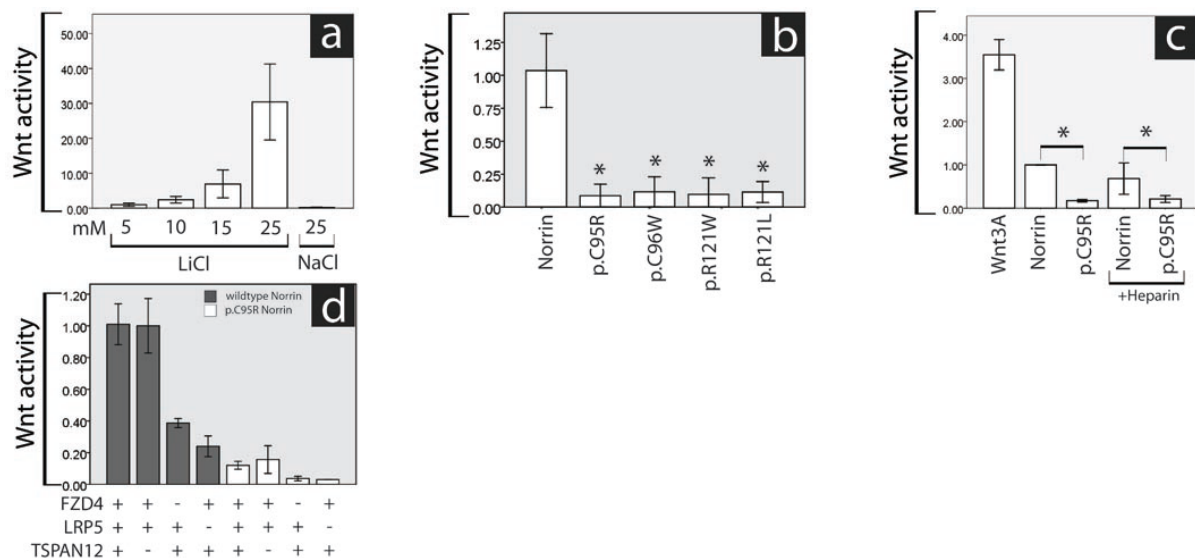 a
Wnt activity
50.00
40.00
30.00
20.00
10.00
0.00
mM 5 10 15 25 25
LiCl NaCl
b
Wnt activity
1.25
1.00
0.75
0.50
0.25
0.00
* * * *
Norrin p.C95R p.C96W p.R121W p.R121L
c
Wnt activity
4.00
3.00
2.00
1.00
0.00
* *
Wnt3A Norrin p.C95R Norrin p.C95R
+Heparin
d
wildtype Norrin
p.C95R Norrin
Wnt activity
1.20
1.00
0.80
0.60
0.40
0.20
0.00
FZD4 + + - + + + - +
LRP5 + + + - + + + -
TSPAN12 + - + + + - + +